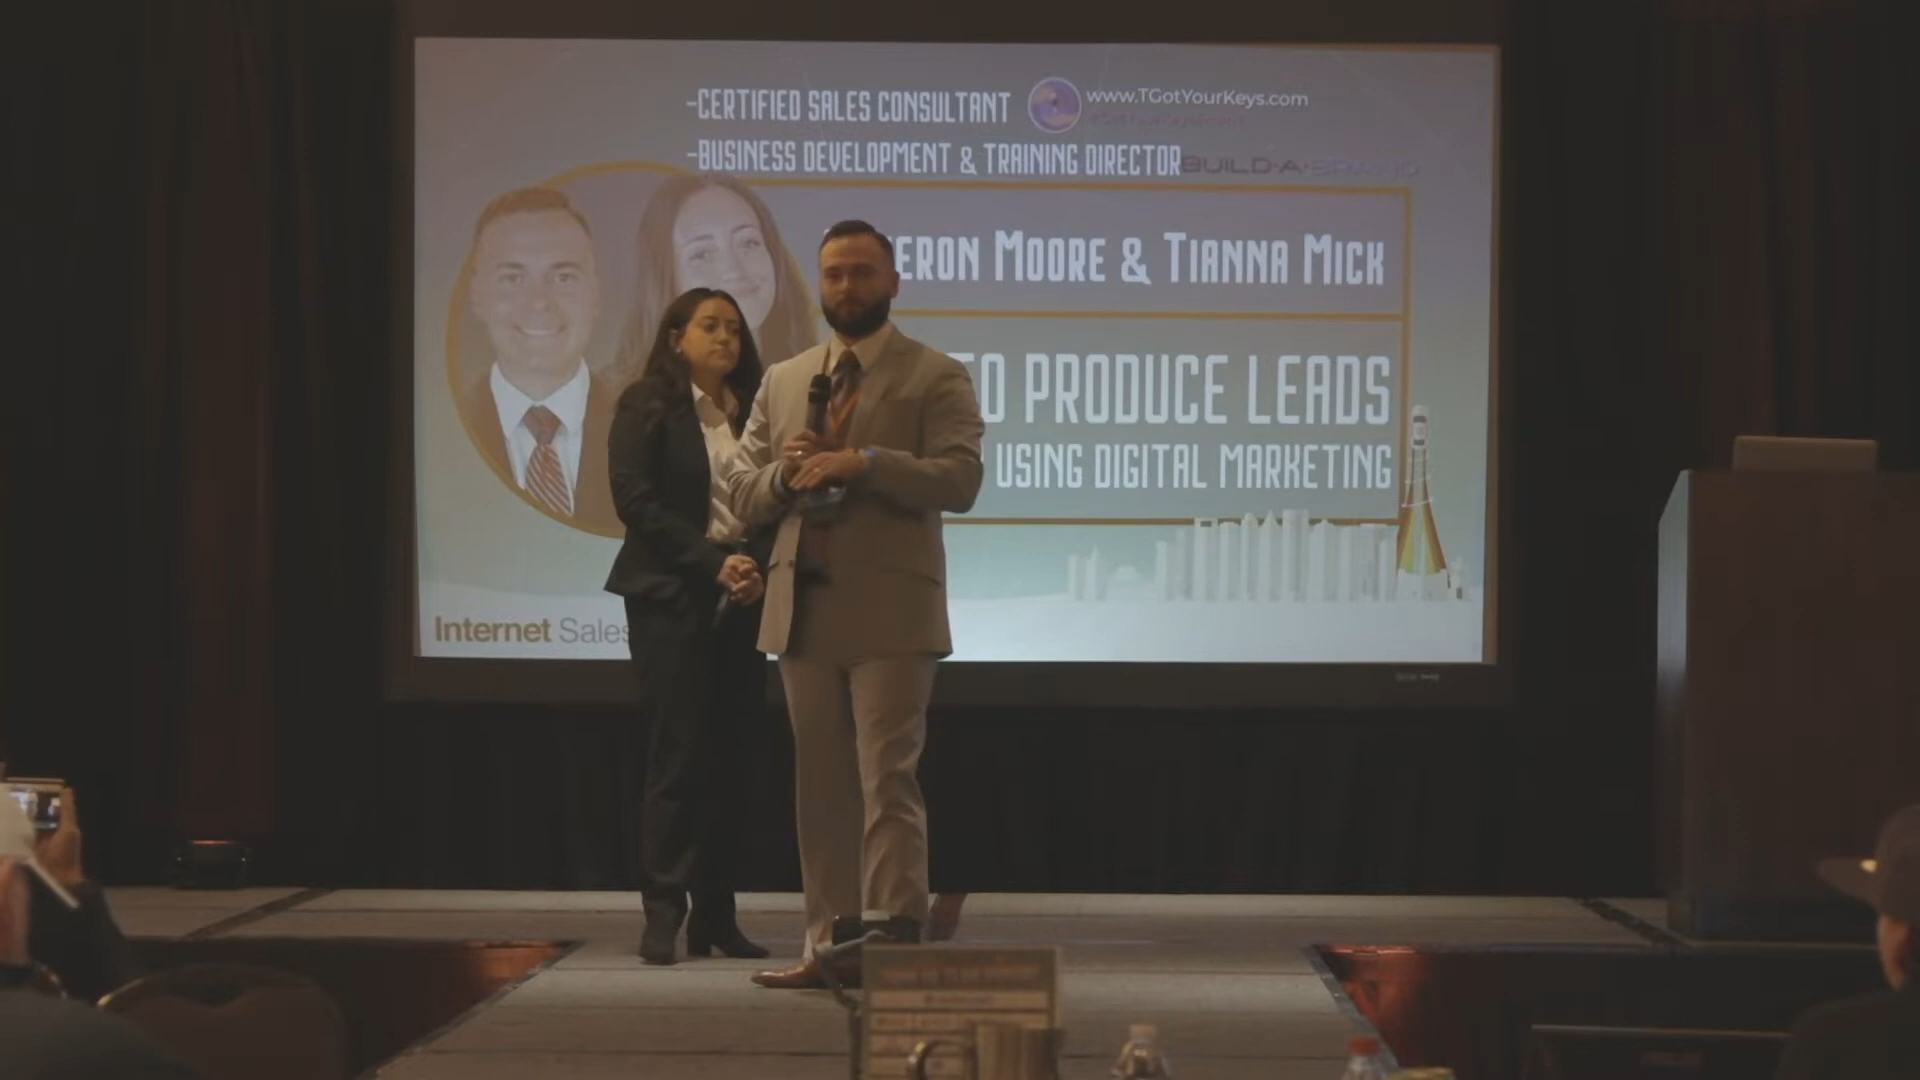 -CERTIFIED SALES CONSULTANT
www.TGotYourKeys.com
-BUSINESS DEVELOPMENT & TRAINING DIRECTOR
BUILD-A-BRAND
ERON MOORE & TIANNA MICK
TO PRODUCE LEADS
USING DIGITAL MARKETING
Internet Sales